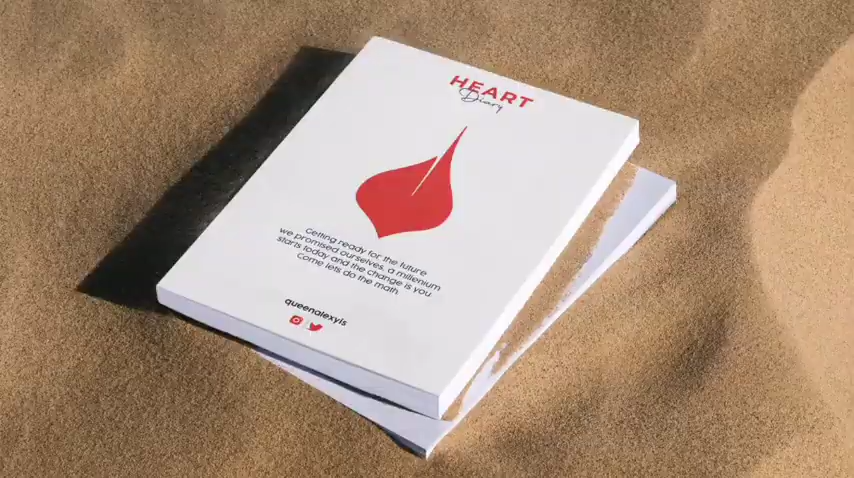 HEART
Diary
Getting ready for the future
we promised ourselves, a millenium
starts today and the change is you
Come lets do the math.
queenalexyis